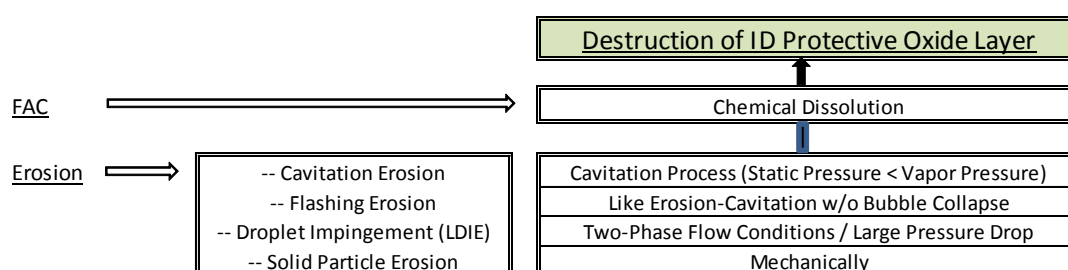 Destruction of ID Protective Oxide Layer
FAC
Chemical Dissolution
Erosion
-- Cavitation Erosion
Cavitation Process (Static Pressure < Vapor Pressure)
-- Flashing Erosion
Like Erosion-Cavitation w/o Bubble Collapse
-- Droplet Impingement (LDIE)
Two-Phase Flow Conditions / Large Pressure Drop
-- Solid Particle Erosion
Mechanically